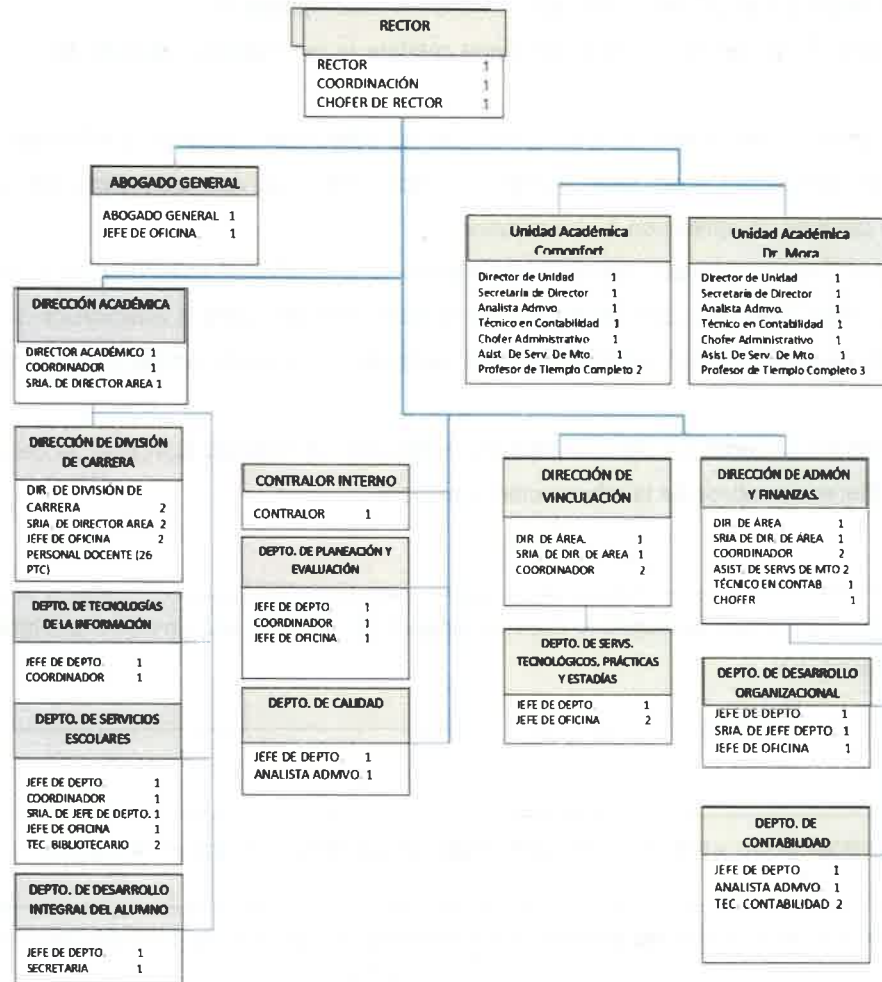 RECTOR
RECTOR 1
COORDINACIÓN 1
CHOFER DE RECTOR 1
ABOGADO GENERAL
ABOGADO GENERAL 1
JEFE DE OFICINA 1
Unidad Académica
Comonfort
Director de Unidad 1
Secretaria de Director 1
Analista Admvo 1
Técnico en Contabilidad 1
Chofer Administrativo 1
Asist. De Serv. De Mto. 1
Profesor de Tiempo Completo 2
Unidad Académica
Dr. Mora
Director de Unidad 1
Secretaria de Director 1
Analista Admvo. 1
Técnico en Contabilidad 1
Chofer Administrativo 1
Asist. De Serv. De Mto 1
Profesor de Tiempo Completo 3
DIRECCIÓN ACADÉMICA
DIRECTOR ACADÉMICO 1
COORDINADOR 1
SRIA. DE DIRECTOR AREA 1
DIRECCIÓN DE DIVISIÓN
DE CARRERA
DIR. DE DIVISIÓN DE
CARRERA 2
SRIA. DE DIRECTOR AREA 2
JEFE DE OFICINA 2
PERSONAL DOCENTE (26
PTC)
DEPTO. DE TECNOLOGÍAS
DE LA INFORMACIÓN
JEFE DE DEPTO. 1
COORDINADOR 1
DEPTO. DE SERVICIOS
ESCOLARES
JEFE DE DEPTO. 1
COORDINADOR 1
SRIA. DE JEFE DE DEPTO. 1
JEFE DE OFICINA 1
TEC. BIBLIOTECARIO 2
DEPTO. DE DESARROLLO
INTEGRAL DEL ALUMNO
JEFE DE DEPTO. 1
SECRETARIA 1
CONTRALOR INTERNO
CONTRALOR 1
DEPTO. DE PLANEACIÓN Y
EVALUACIÓN
JEFE DE DEPTO. 1
COORDINADOR 1
JEFE DE OFICINA 1
DEPTO. DE CALIDAD
JEFE DE DEPTO. 1
ANALISTA ADMVO. 1
DIRECCIÓN DE
VINCULACIÓN
DIR. DE ÁREA. 1
SRIA DE DIR. DE AREA 1
COORDINADOR 2
DEPTO. DE SERVS.
TECNOLÓGICOS, PRÁCTICAS
Y ESTADÍAS
JEFE DE DEPTO. 1
JEFE DE OFICINA 2
DIRECCIÓN DE ADMÓN
Y FINANZAS.
DIR. DE ÁREA 1
SRIA DE DIR. DE ÁREA 1
COORDINADOR 2
ASIST. DE SERVS DE MTO 2
TÉCNICO EN CONTAB. 1
CHOFER 1
DEPTO. DE DESARROLLO
ORGANIZACIONAL
JEFE DE DEPTO. 1
SRIA. DE JEFE DEPTO. 1
JEFE DE OFICINA 1
DEPTO. DE
CONTABILIDAD
JEFE DE DEPTO 1
ANALISTA ADMVO. 1
TEC. CONTABILIDAD 2